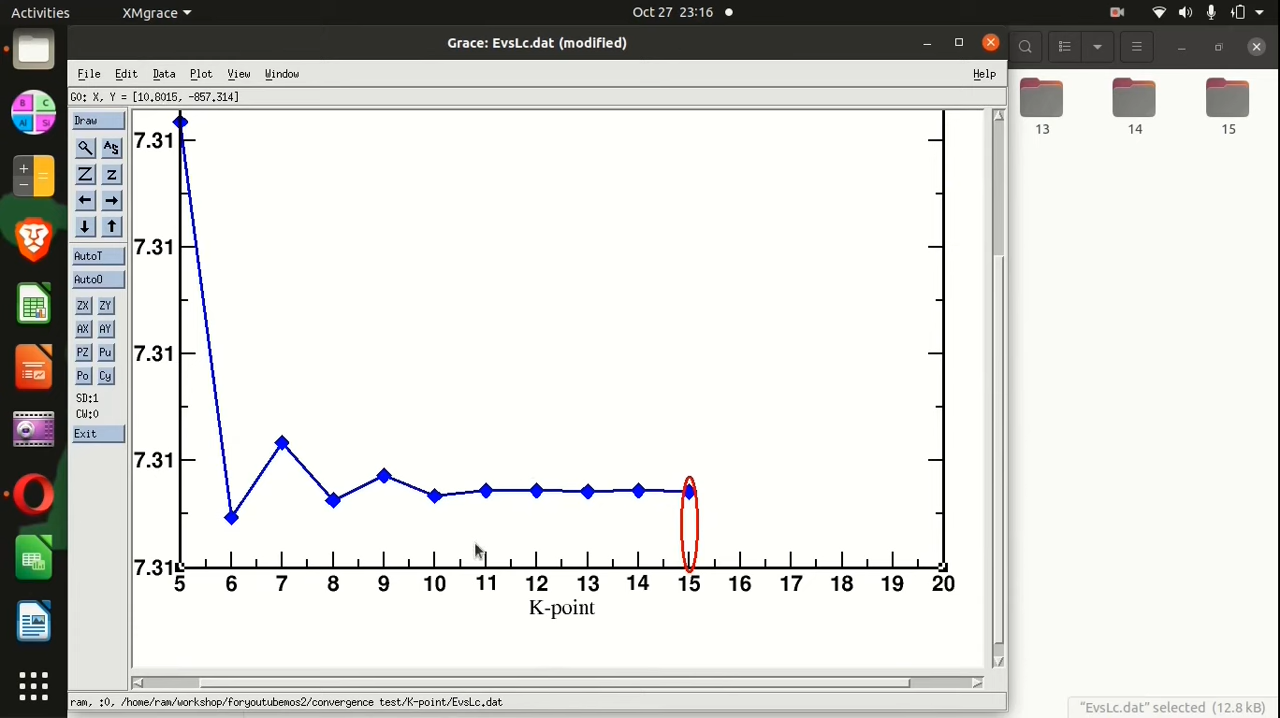 Activities XMgrace Oct 27 23:16
Grace: EvsLc.dat (modified)
File Edit Data Plot View Window Help
G0: X, Y = [10.8015, -857.314]
Draw
AS
Z z
AutoT
AutoO
ZX ZY
AX AY
PZ Pu
Po Cy
SD:1
CW:0
Exit
7.31
7.31
7.31
7.31
7.31
5 6 7 8 9 10 11 12 13 14 15 16 17 18 19 20
K-point
ram, :0, /home/ram/workshop/foryoutubemos2/convergence test/K-point/EvsLc.dat
13 14 15
“EvsLc.dat” selected (12.8 kB)
B C
Al Si